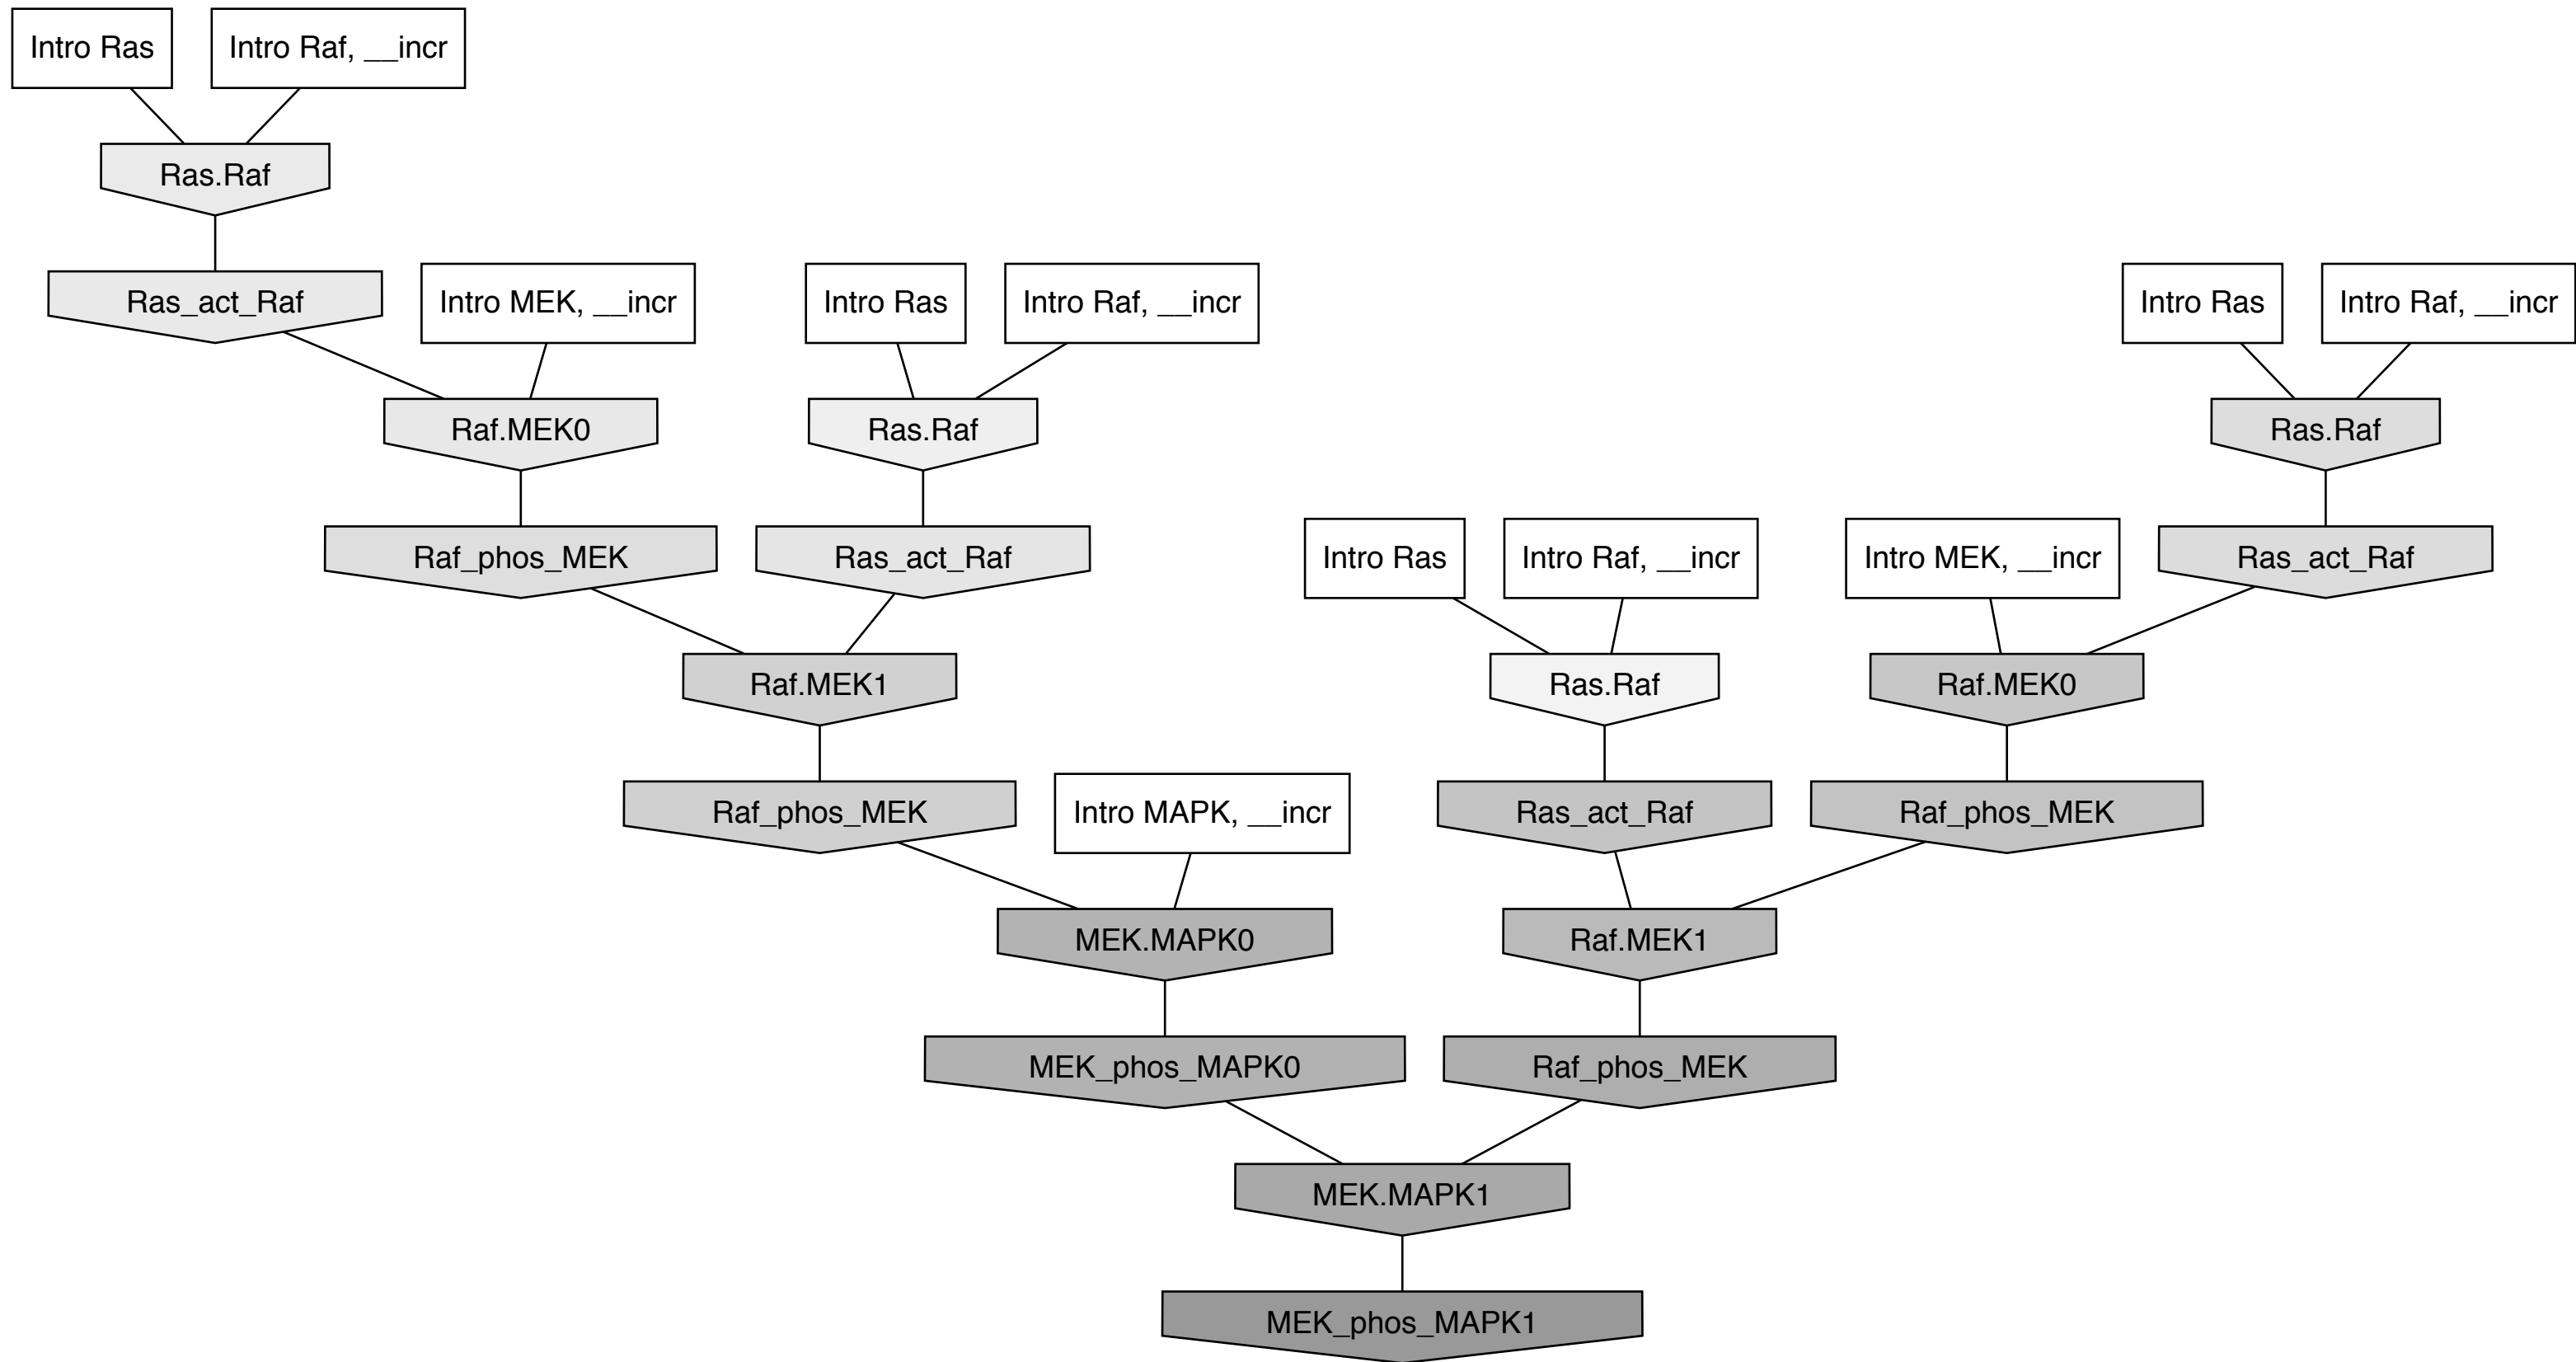 Intro Ras
Intro Raf, __incr
Ras.Raf
Ras_act_Raf
Intro MEK, __incr
Intro Ras
Intro Raf, __incr
Intro Ras
Intro Raf, __incr
Raf.MEK0
Ras.Raf
Ras.Raf
Raf_phos_MEK
Ras_act_Raf
Intro Ras
Intro Raf, __incr
Intro MEK, __incr
Ras_act_Raf
Raf.MEK1
Ras.Raf
Raf.MEK0
Raf_phos_MEK
Intro MAPK, __incr
Ras_act_Raf
Raf_phos_MEK
MEK.MAPK0
Raf.MEK1
MEK_phos_MAPK0
Raf_phos_MEK
MEK.MAPK1
MEK_phos_MAPK1